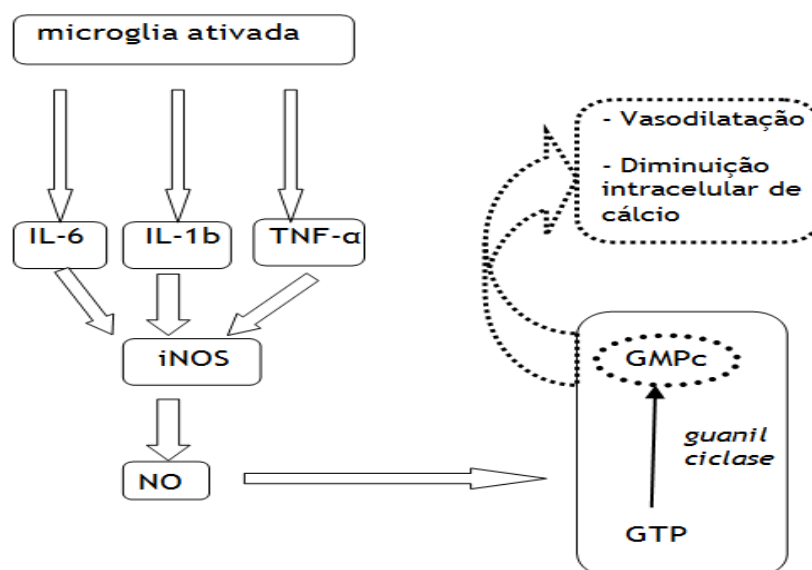 microglia ativada
- Vasodilatação
- Diminuição
intracelular de
cálcio
IL-6
IL-1b
TNF-α
iNOS
GMPc
guanil
ciclase
NO
GTP